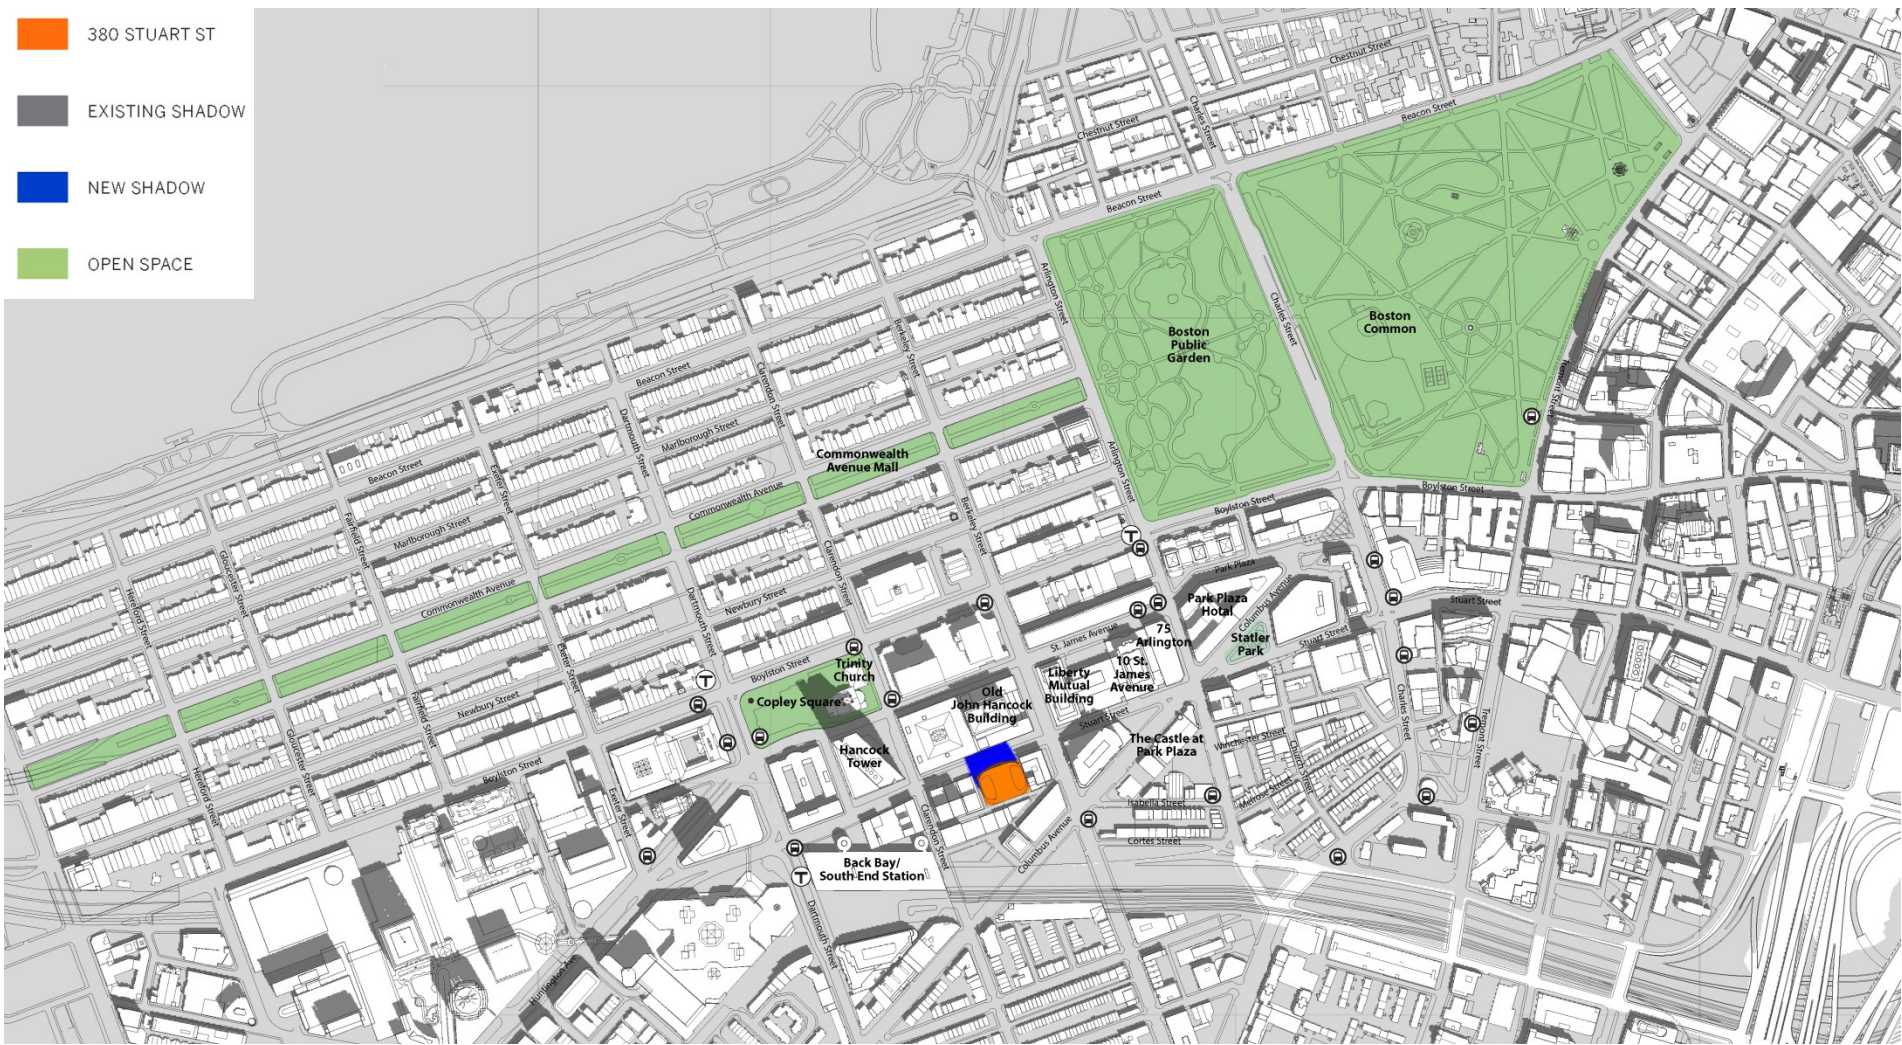 380 STUART ST
EXISTING SHADOW
NEW SHADOW
OPEN SPACE
Chestnut Street
Chestnut Street
Charles Street
Beacon Street
Beacon Street
Arlington Street
Charles Street
Boston
Public
Garden
Boston
Common
Tremont Street
Berkeley Street
Clarendon Street
Beacon Street
Dartmouth Street
Marlborough Street
Commonwealth
Avenue Mall
Arlington Street
Beacon Street
Exeter Street
Commonwealth Avenue
Boylston Street
Boylston Street
Berkeley Street
Fairfield Street
Marlborough Street
Clarendon Street
Gloucester Street
Hereford Street
Commonwealth Avenue
Newbury Street
Dartmouth Street
Park Plaza
Columbus Avenue
Park Plaza
Hotal
Stuart Street
Stuart Street
Statler
Park
75
Arlington
St. James Avenue
10 St.
James
Avenue
Liberty
Mutual
Building
Exeter Street
Boylston Street
Trinity
Church
Copley Square
Old
John Hancock
Building
Fairfield Street
Newbury Street
Stuart Street
Charles Street
Tremont Street
Gloucester Street
Hereford Street
Boylston Street
Hancock
Tower
The Castle at
Park Plaza
Winchester Street
Church Street
Melrose Street
Isabella Street
Exeter Street
Clarendon Street
Columbus Avenue
Cortes Street
Back Bay/
South End Station
Dartmouth Street
Huntington Ave.
T
T
T